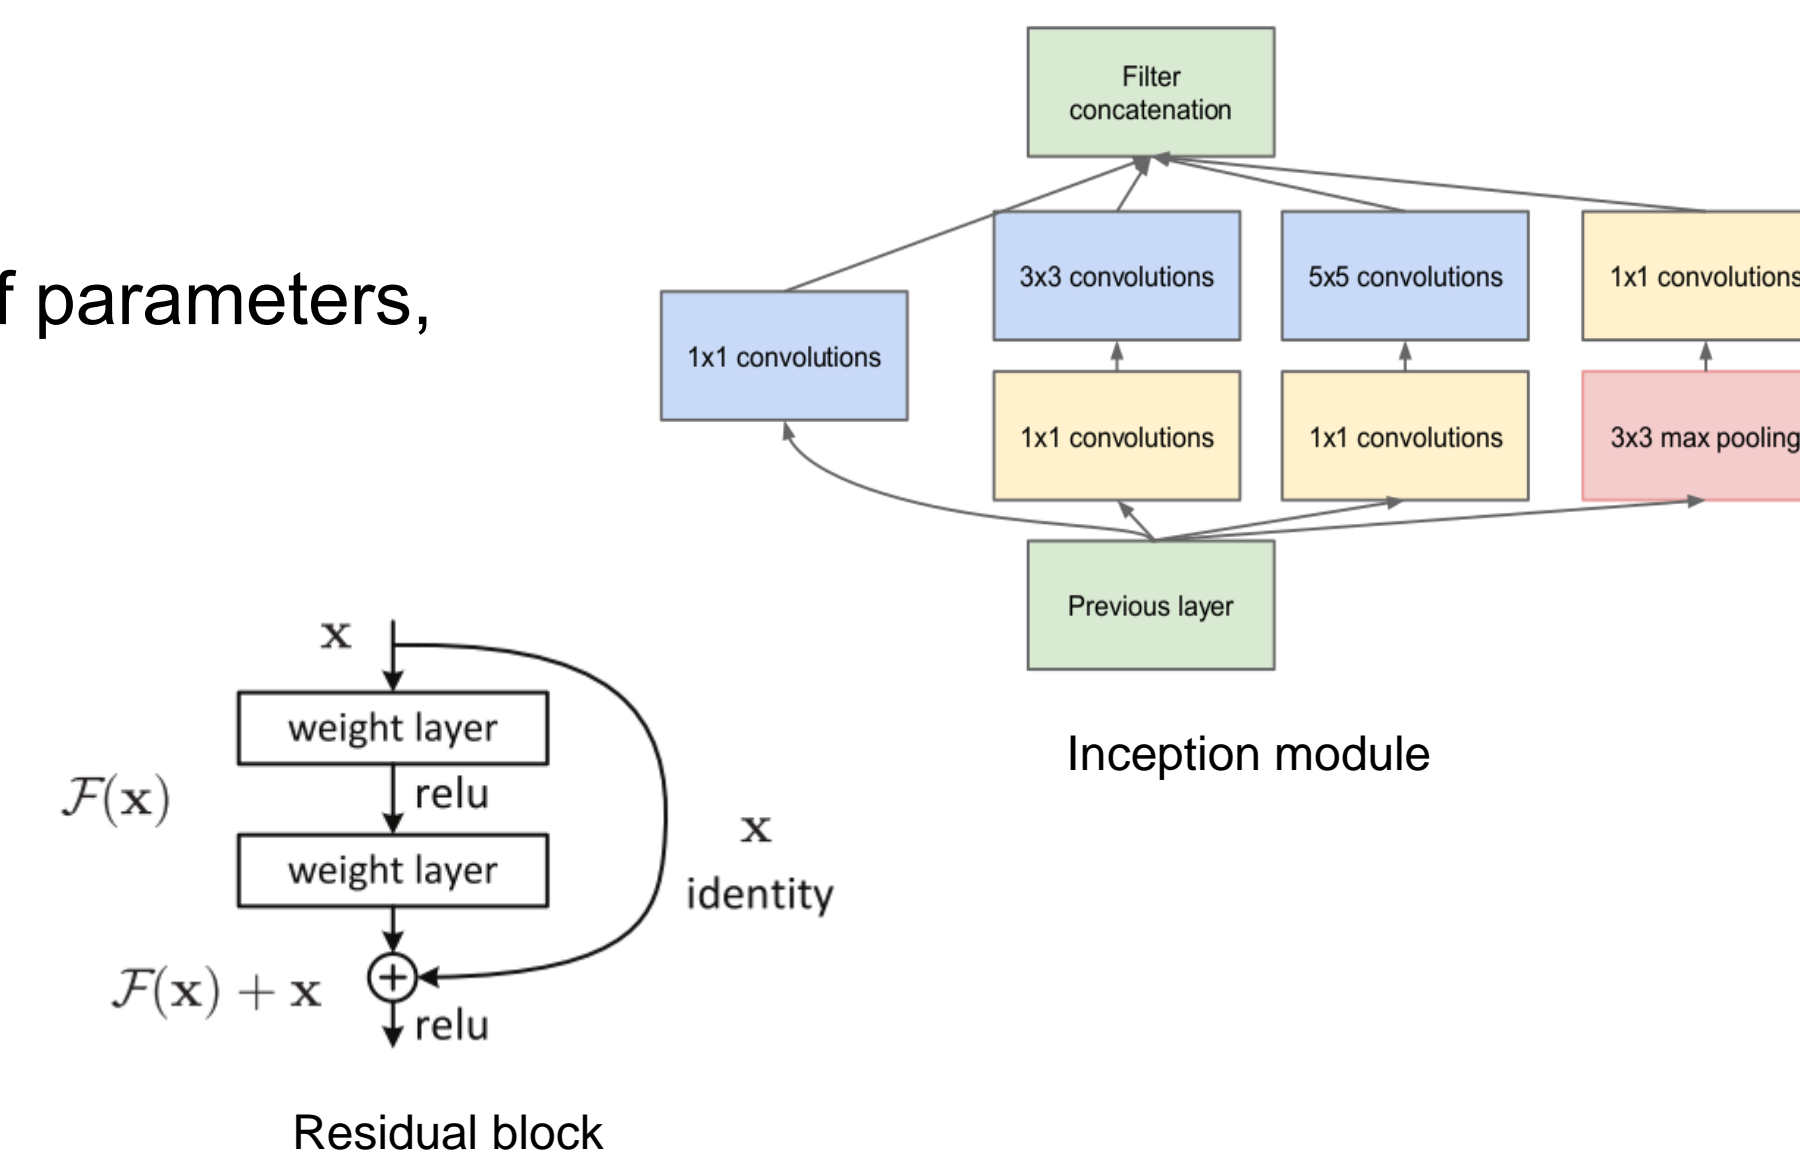 Filter
concatenation
f parameters,
3x3 convolutions
5x5 convolutions
1x1 convolutions
1x1 convolutions
1x1 convolutions
1x1 convolutions
3x3 max pooling
Previous layer
Inception module
x
weight layer
F(x)
relu
weight layer
x
identity
F(x) + x
relu
Residual block